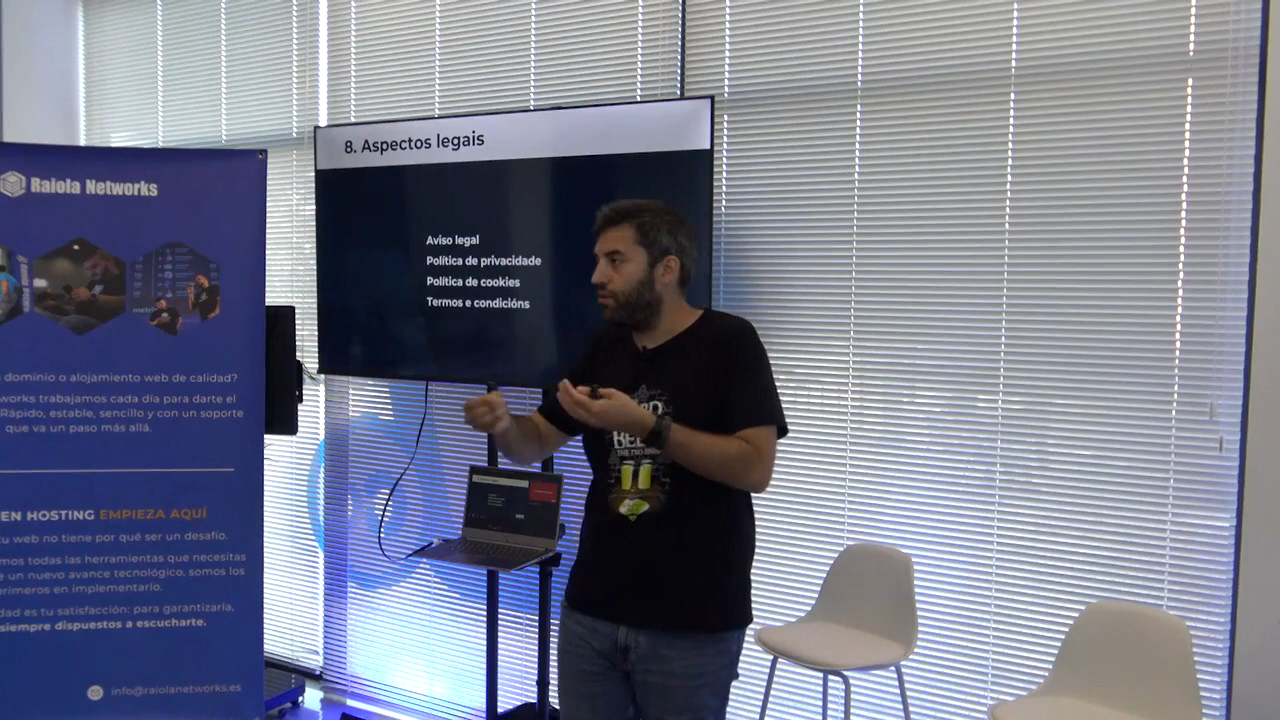 8. Aspectos legais
Aviso legal
Política de privacidade
Política de cookies
Termos e condicións
Raiola Networks
metri
dominio o alojamiento web de calidad?
works trabajamos cada día para darte el
Rápido, estable, sencillo y con un soporte
que va un paso más allá.
EN HOSTING EMPIEZA AQUÍ
tu web no tiene por qué ser un desafío.
mos todas las herramientas que necesitas
e un nuevo avance tecnológico, somos los
primeros en implementarlo.
dad es tu satisfacción: para garantizarla,
siempre dispuestos a escucharte.
info@raiolanetworks.es
THE TWO